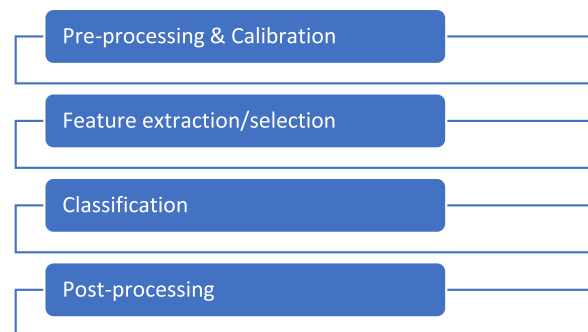 Pre-processing & Calibration
Feature extraction/selection
Classification
Post-processing